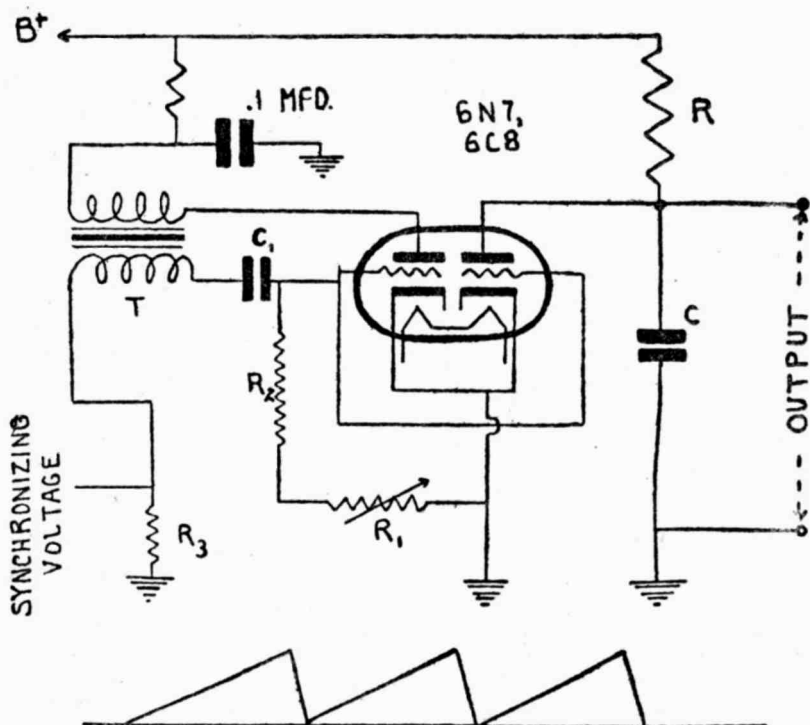 B+
.1 MFD.
6N7,
6C8
R
C₁
T
C
R₂
R₁
R₃
SYNCHRONIZING
VOLTAGE
OUTPUT